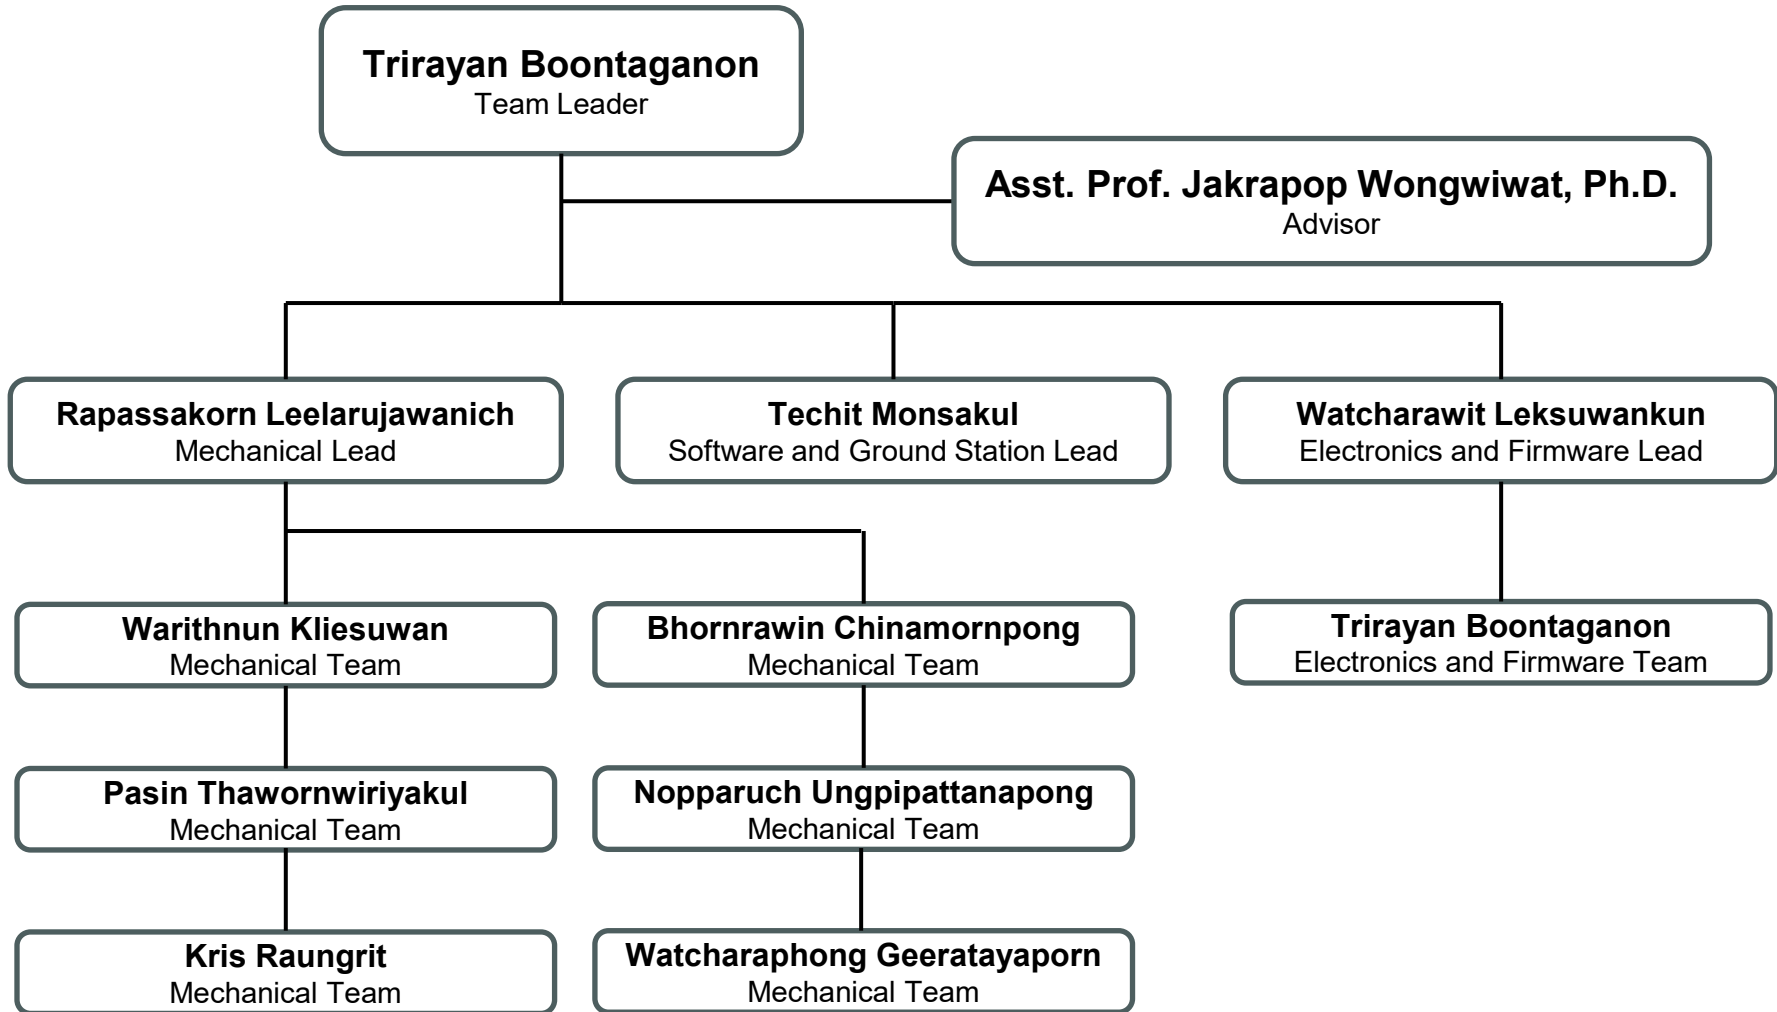 Trirayan Boontaganon
Team Leader
Asst. Prof. Jakrapop Wongwiwat, Ph.D.
Advisor
Rapassakorn Leelarujawanich
Mechanical Lead
Techit Monsakul
Software and Ground Station Lead
Watcharawit Leksuwankun
Electronics and Firmware Lead
Warithnun Kliesuwan
Mechanical Team
Bhornrawin Chinamornpong
Mechanical Team
Trirayan Boontaganon
Electronics and Firmware Team
Pasin Thawornwiriyakul
Mechanical Team
Nopparuch Ungpipattanapong
Mechanical Team
Kris Raungrit
Mechanical Team
Watcharaphong Geeratayaporn
Mechanical Team